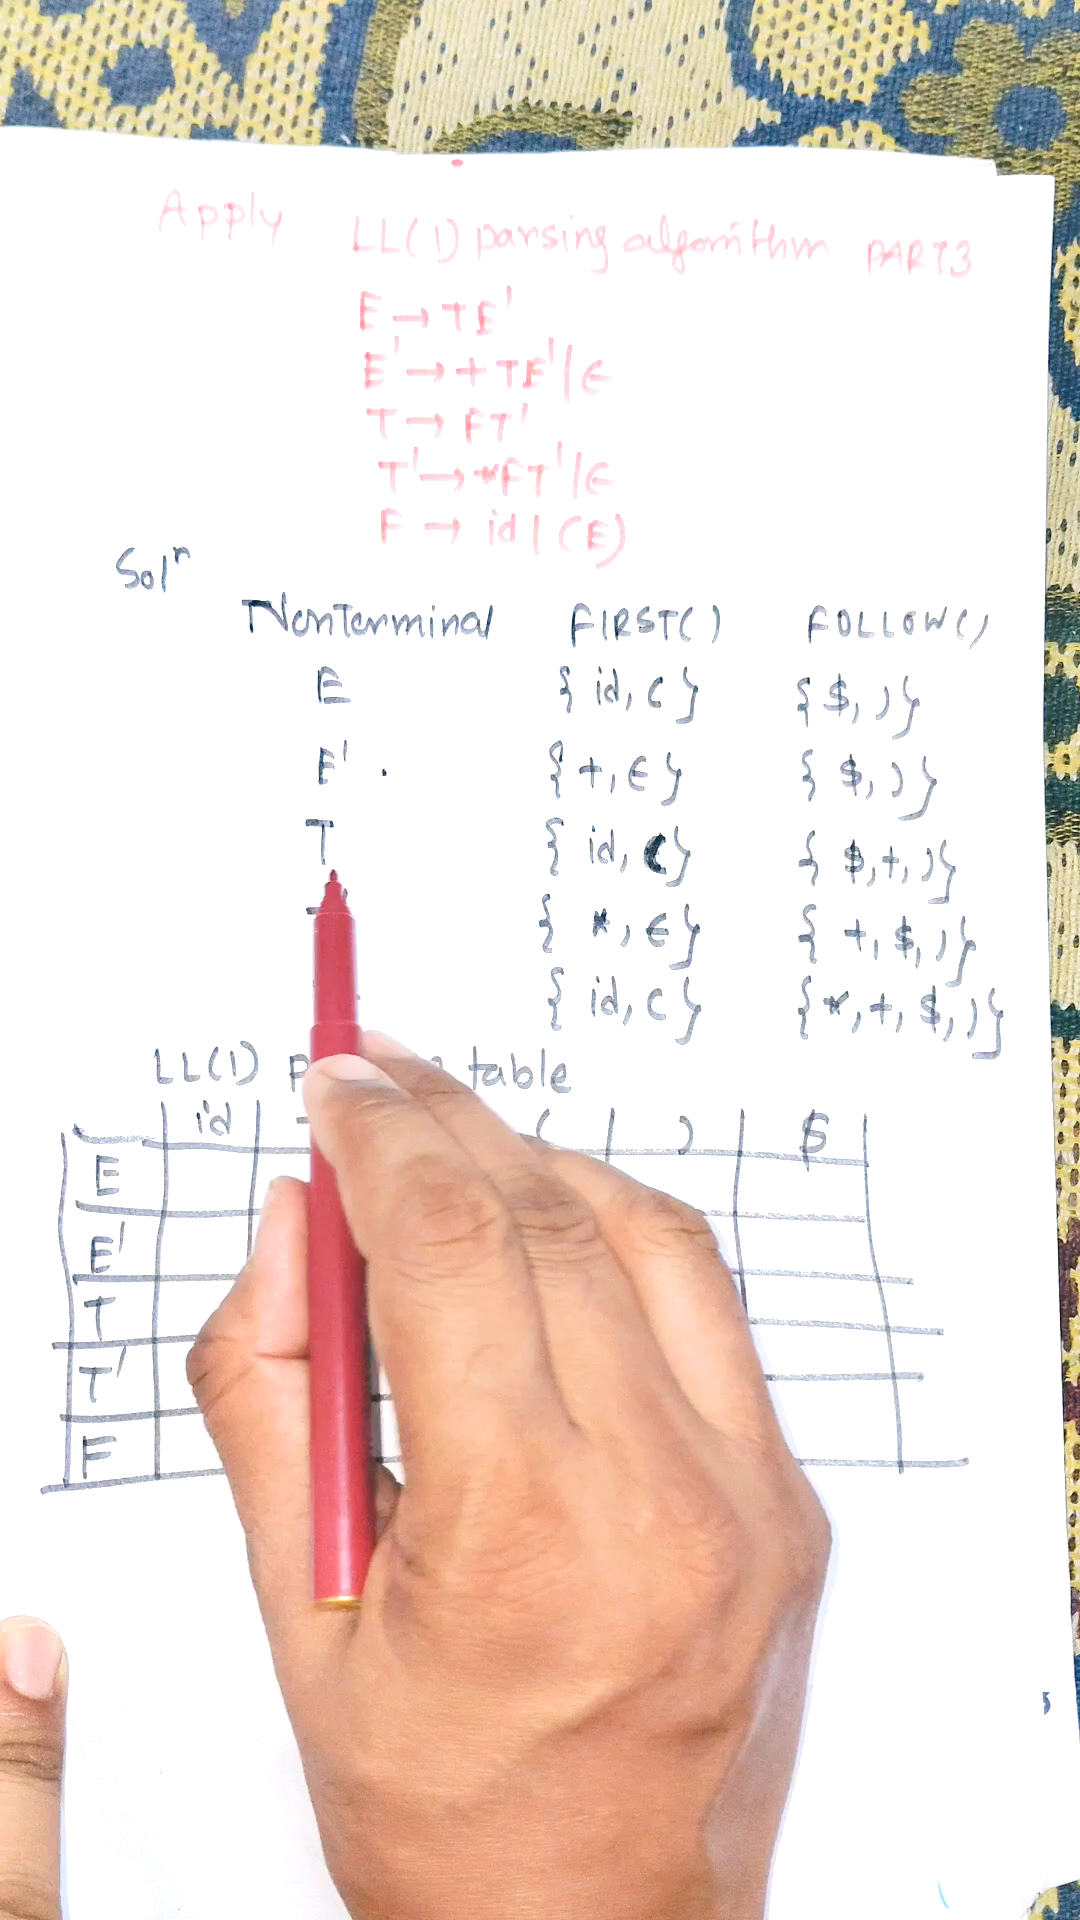 Apply LL(1) parsing algorithm PART3
E → TE'
E' → +TE'|ϵ
T → FT'
T' → *FT'|ϵ
F → id|(E)
Solⁿ
Nonterminal FIRST() FOLLOW()
E { id, ( } { $, ) }
E' . { +, ϵ } { $, ) }
T { id, ( } { $, +, ) }
{ *, ϵ } { +, $, ) }
{ id, ( } { *, +, $, ) }
LL(1) table
id ( ) $
E
E'
T
T'
F